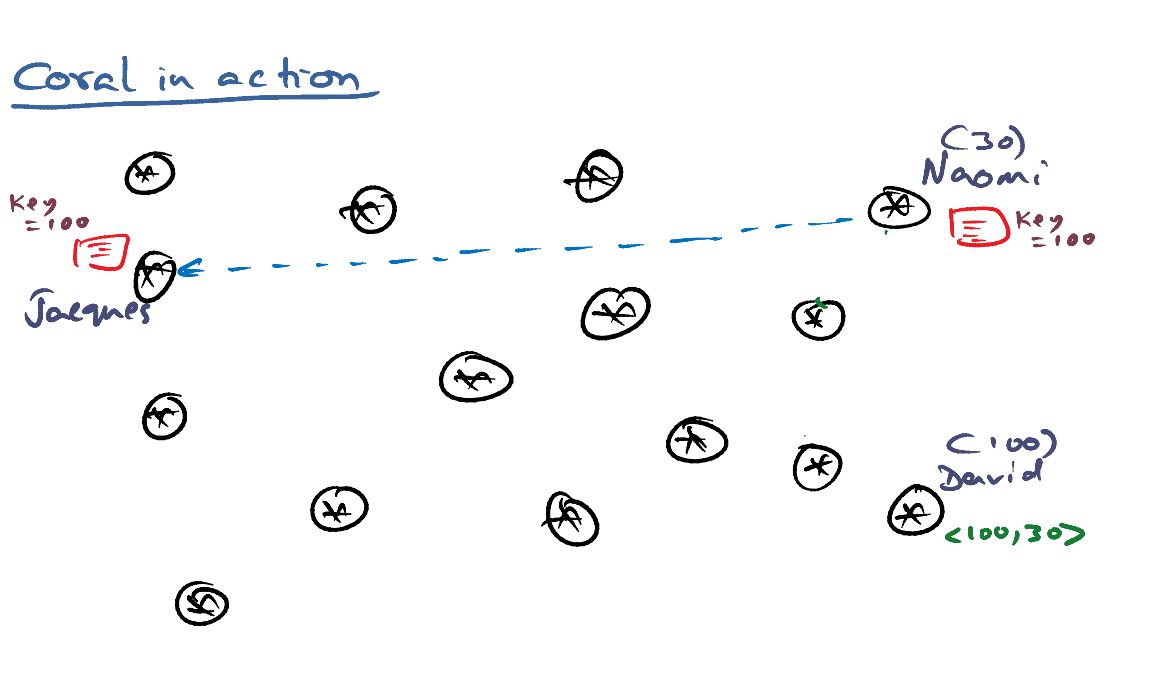 Coral in action
(30)
Naomi
Key
=100
Key
=100
Jacques
(100)
David
<100,30>